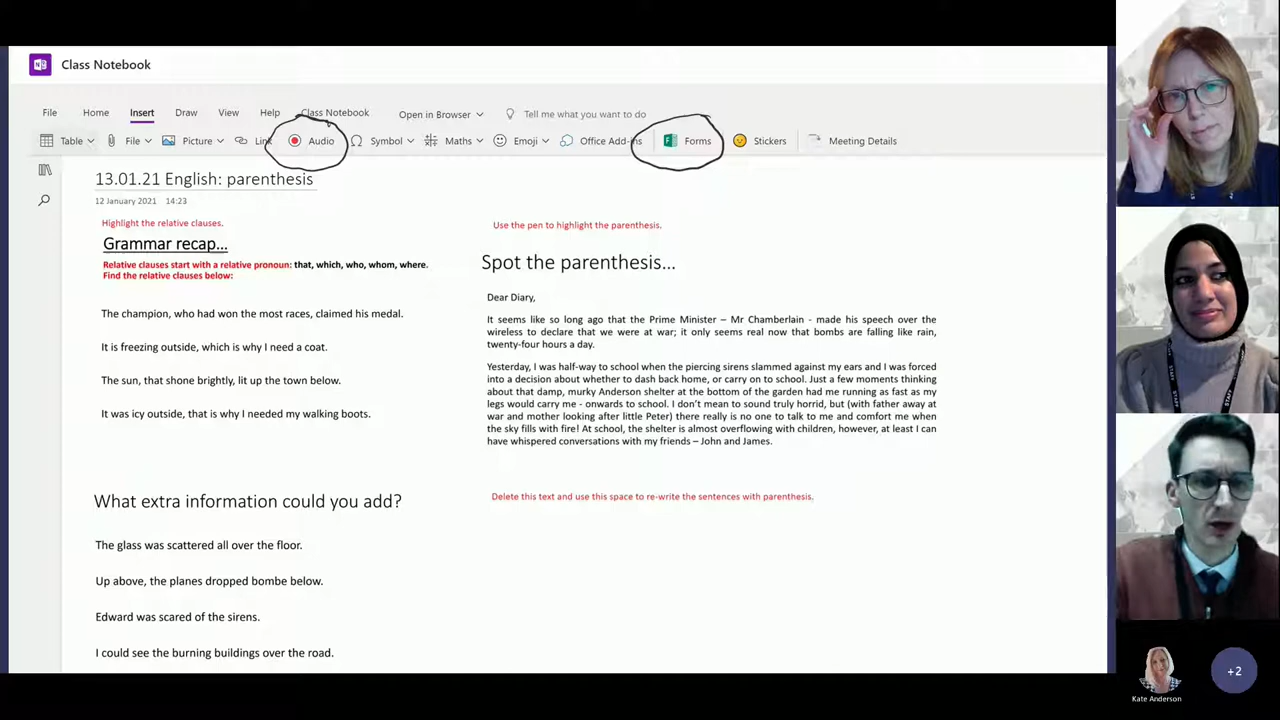 Class Notebook
File Home Insert Draw View Help Class Notebook Open in Browser Tell me what you want to do
Table File Picture Link Audio Symbol Maths Emoji Office Add-ins Forms Stickers Meeting Details
13.01.21 English: parenthesis
12 January 2021 14:23
Highlight the relative clauses.
Grammar recap...
Relative clauses start with a relative pronoun: that, which, who, whom, where.
Find the relative clauses below:
The champion, who had won the most races, claimed his medal.
It is freezing outside, which is why I need a coat.
The sun, that shone brightly, lit up the town below.
It was icy outside, that is why I needed my walking boots.
What extra information could you add?
The glass was scattered all over the floor.
Up above, the planes dropped bombe below.
Edward was scared of the sirens.
I could see the burning buildings over the road.
Use the pen to highlight the parenthesis.
Spot the parenthesis...
Dear Diary,
It seems like so long ago that the Prime Minister – Mr Chamberlain - made his speech over the
wireless to declare that we were at war; it only seems real now that bombs are falling like rain,
twenty-four hours a day.
Yesterday, I was half-way to school when the piercing sirens slammed against my ears and I was forced
into a decision about whether to dash back home, or carry on to school. Just a few moments thinking
about that damp, murky Anderson shelter at the bottom of the garden had me running as fast as my
legs would carry me - onwards to school. I don't mean to sound truly horrid, but (with father away at
war and mother looking after little Peter) there really is no one to talk to me and comfort me when
the sky fills with fire! At school, the shelter is almost overflowing with children, however, at least I can
have whispered conversations with my friends – John and James.
Delete this text and use this space to re-write the sentences with parenthesis.
Kate Anderson
+2